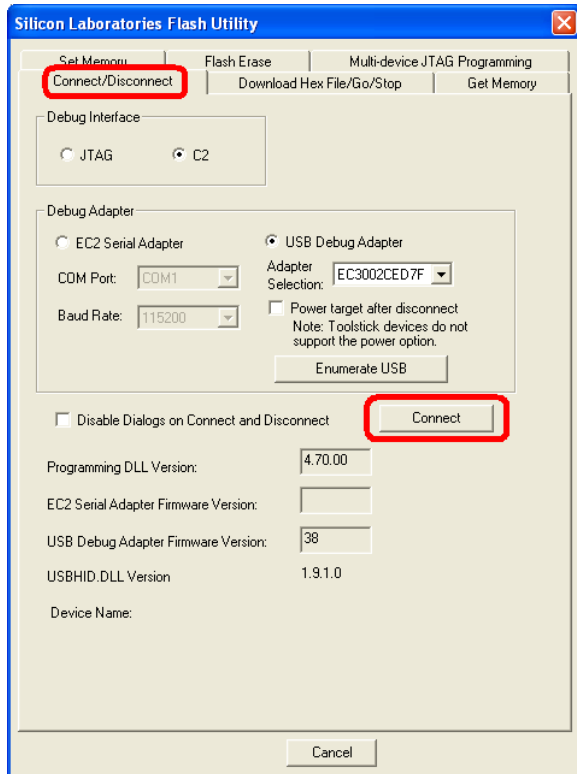 Silicon Laboratories Flash Utility
Set Memory Flash Erase Multi-device JTAG Programming
Connect/Disconnect Download Hex File/Go/Stop Get Memory
Debug Interface
JTAG C2
Debug Adapter
EC2 Serial Adapter USB Debug Adapter
COM Port: COM1 Adapter Selection: EC3002CED7F
Baud Rate: 115200 Power target after disconnect
Note: Toolstick devices do
not support the power option.
Enumerate USB
Disable Dialogs on Connect and Disconnect Connect
Programming DLL Version: 4.70.00
EC2 Serial Adapter Firmware Version:
USB Debug Adapter Firmware Version: 38
USBHID.DLL Version 1.9.1.0
Device Name:
Cancel